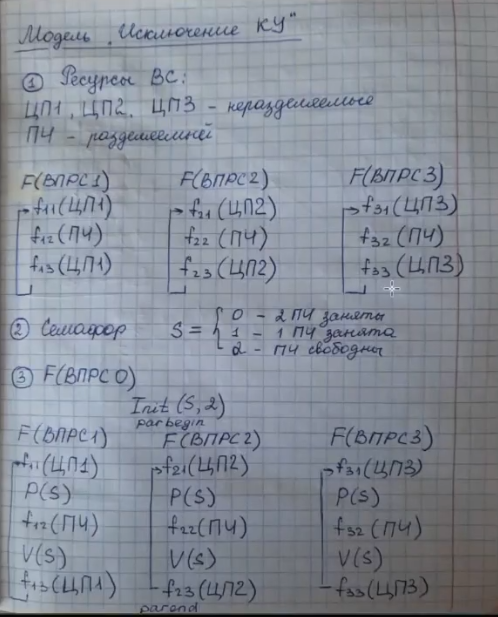 Модель „Исключение КУ"
① Ресурсы ВС:
ЦП1, ЦП2, ЦП3 - неразделяемые
ПЧ - разделяемый
F(ВПРС1) F(ВПРС2) F(ВПРС3)
f11(ЦП1) f21(ЦП2) f31(ЦП3)
f12(ПЧ) f22(ПЧ) f32(ПЧ)
f13(ЦП1) f23(ЦП2) f33(ЦП3)
② Семафор S = { 0 - 2 ПЧ заняты
1 - 1 ПЧ занята
2 - ПЧ свободны
③ F(ВПРС0)
Init(S,2)
parbegin
F(ВПРС1) F(ВПРС2) F(ВПРС3)
f11(ЦП1) f21(ЦП2) f31(ЦП3)
P(S) P(S) P(S)
f12(ПЧ) f22(ПЧ) f32(ПЧ)
V(S) V(S) V(S)
f13(ЦП1) f23(ЦП2) f33(ЦП3)
parend